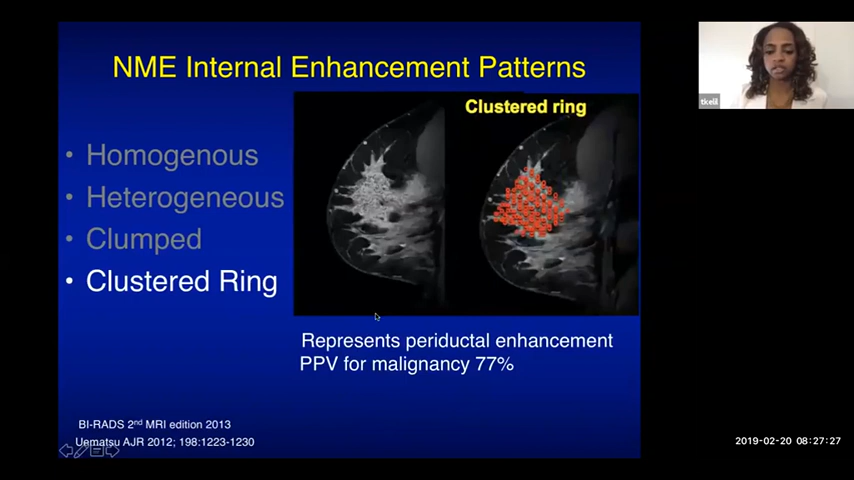 NME Internal Enhancement Patterns
Clustered ring
• Homogenous
• Heterogeneous
• Clumped
• Clustered Ring
Represents periductal enhancement
PPV for malignancy 77%
BI-RADS 2nd MRI edition 2013
Uematsu AJR 2012; 198:1223-1230
tkelil
2019-02-20 08:27:27